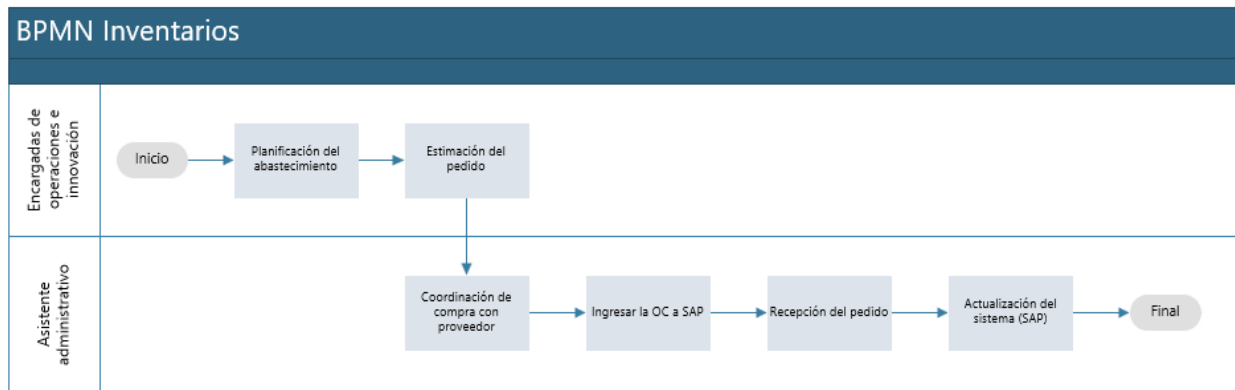 BPMN Inventarios
Encargadas de
operaciones e
innovación
Inicio
Planificación del
abastecimiento
Estimación del
pedido
Asistente
administrativo
Coordinación de
compra con
proveedor
Ingresar la OC a SAP
Recepción del pedido
Actualización del
sistema (SAP)
Final